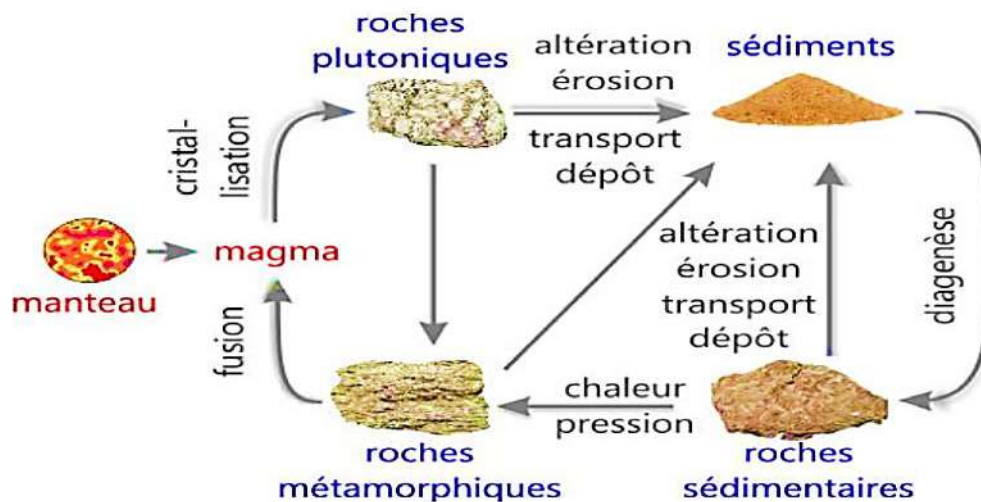 roches
plutoniques
altération
érosion
transport
dépôt
sédiments
cristal-
lisation
manteau
magma
fusion
altération
érosion
transport
dépôt
diagenèse
chaleur
pression
roches
métamorphiques
roches
sédimentaires